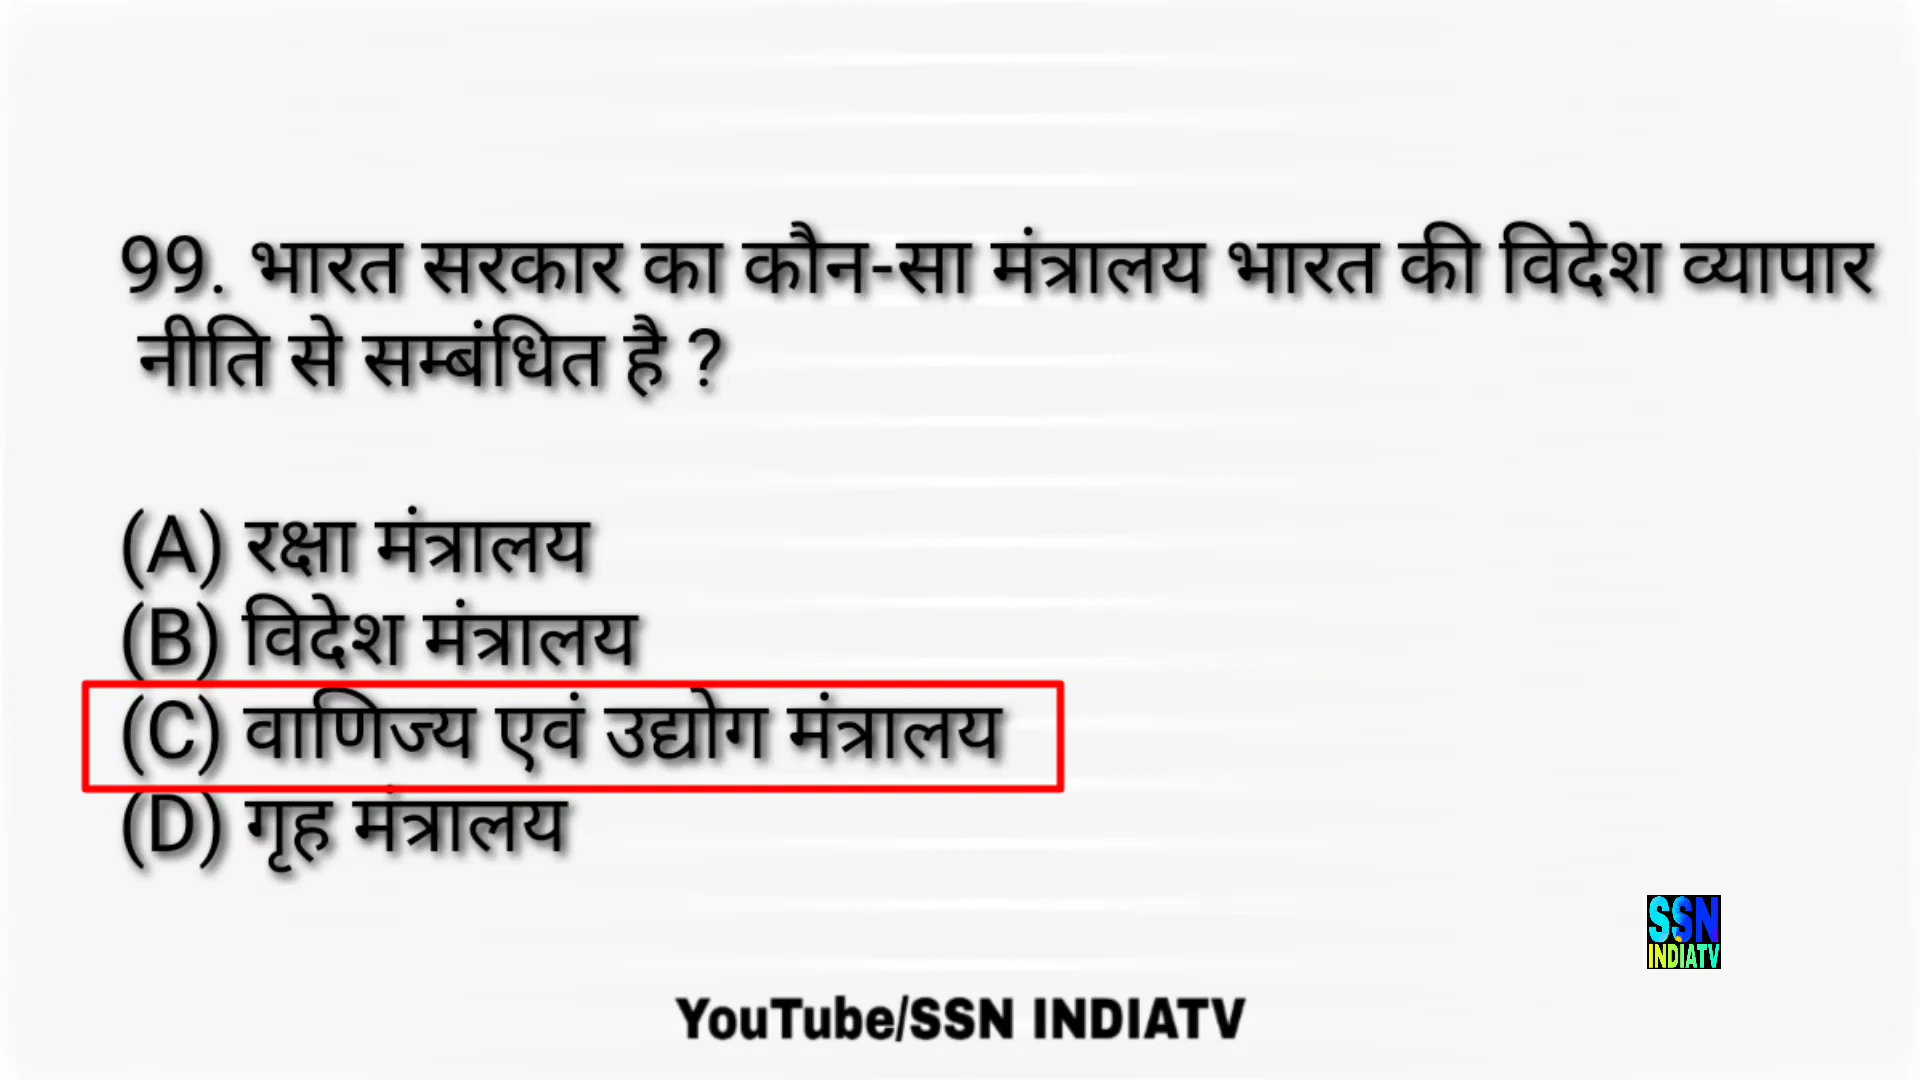 99. भारत सरकार का कौन-सा मंत्रालय भारत की विदेश व्यापार
नीति से सम्बंधित है ?
(A) रक्षा मंत्रालय
(B) विदेश मंत्रालय
(C) वाणिज्य एवं उद्योग मंत्रालय
(D) गृह मंत्रालय
SSN
INDIATV
YouTube/SSN INDIATV